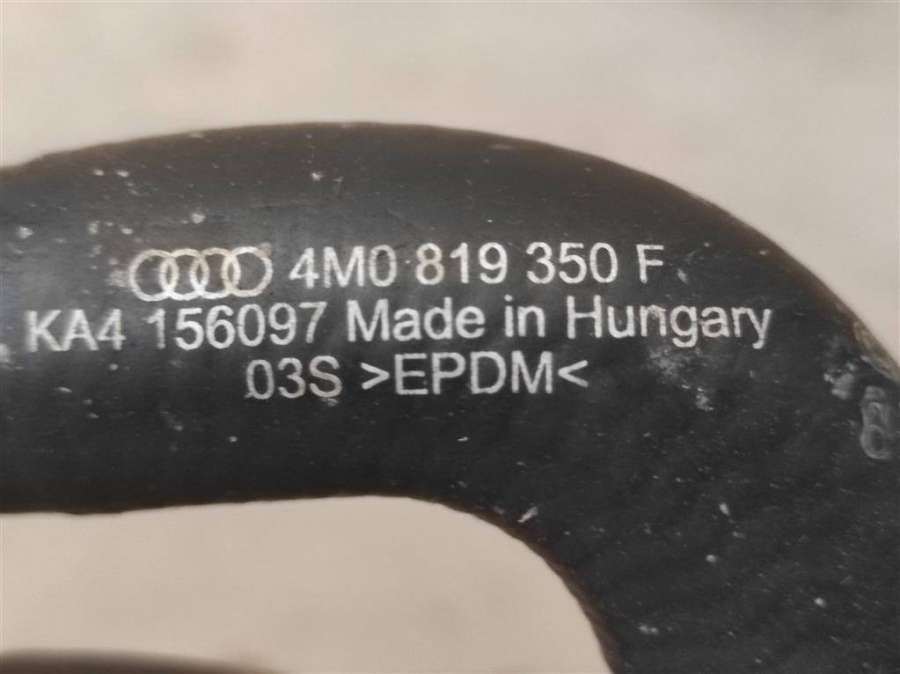 4M0 819 350 F
KA4 156097 Made in Hungary
03S >EPDM<